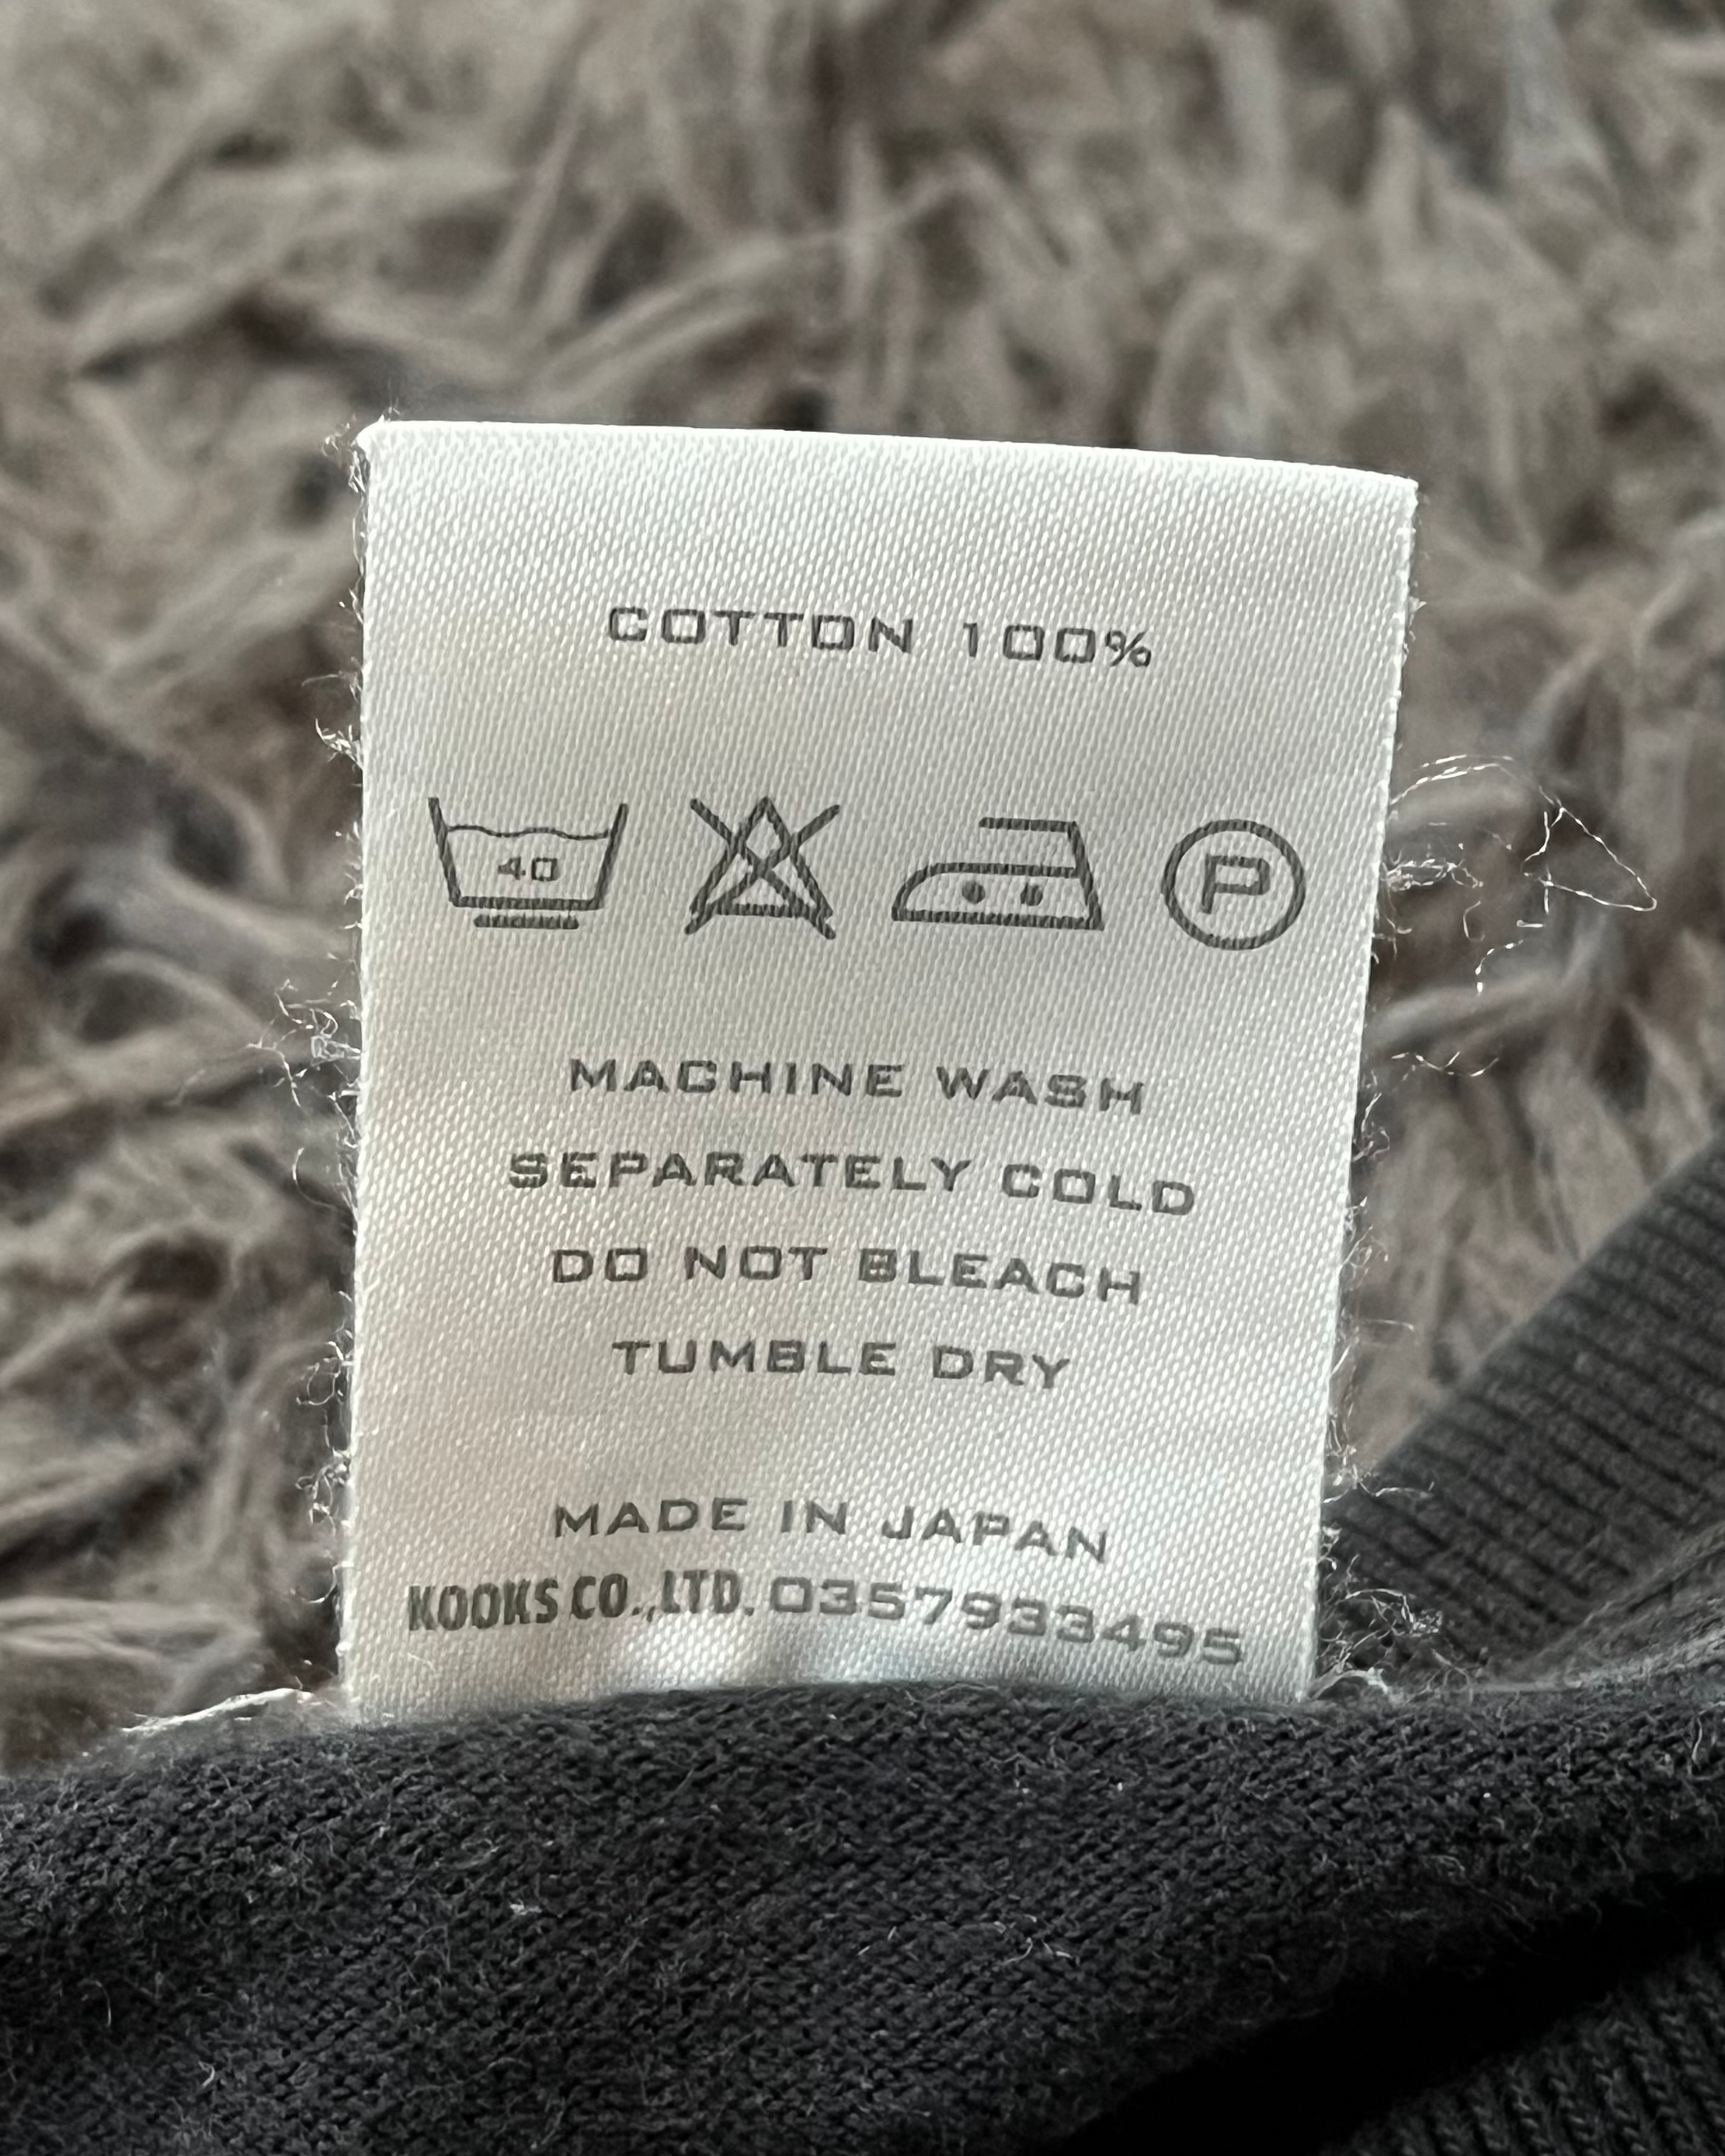 COTTON 100%
40 P
MACHINE WASH
SEPARATELY COLD
DO NOT BLEACH
TUMBLE DRY
MADE IN JAPAN
KOOKS CO.,LTD. 0357933495